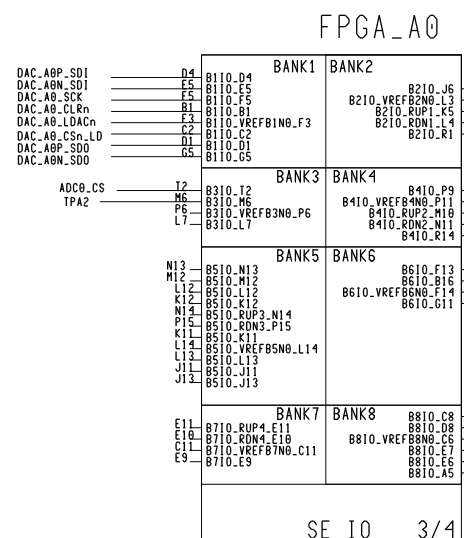 FPGA_A0
BANK1 BANK2
DAC_A0P_SDI D4 B1IO_D4
DAC_A0N_SDI E5 B1IO_E5 B2IO_J6
DAC_A0_SCK F5 B1IO_F5 B2IO_VREFB2N0_L3
DAC_A0_CLRn B1 B1IO_B1 B2IO_RUP1_K5
DAC_A0_LDACn F3 B1IO_VREFB1N0_F3 B2IO_RDN1_L4
DAC_A0_CSn_LD C2 B1IO_C2 B2IO_R1
DAC_A0P_SDO D1 B1IO_D1
DAC_A0N_SDO G5 B1IO_G5
BANK3 BANK4
ADC0_CS T2 B3IO_T2 B4IO_P9
TPA2 M6 B3IO_M6 B4IO_VREFB4N0_P11
P6 B3IO_VREFB3N0_P6 B4IO_RUP2_M10
L7 B3IO_L7 B4IO_RDN2_N11
B4IO_R14
BANK5 BANK6
N13 B5IO_N13 B6IO_F13
M12 B5IO_M12 B6IO_B16
L12 B5IO_L12 B6IO_VREFB6N0_F14
K12 B5IO_K12 B6IO_G11
N14 B5IO_RUP3_N14
P15 B5IO_RDN3_P15
K11 B5IO_K11
L14 B5IO_VREFB5N0_L14
L13 B5IO_L13
J11 B5IO_J11
J13 B5IO_J13
BANK7 BANK8 B8IO_C8
E11 B7IO_RUP4_E11 B8IO_D8
E10 B7IO_RDN4_E10 B8IO_VREFB8N0_C6
C11 B7IO_VREFB7N0_C11 B8IO_E7
E9 B7IO_E9 B8IO_E6
B8IO_A5
SE IO 3/4